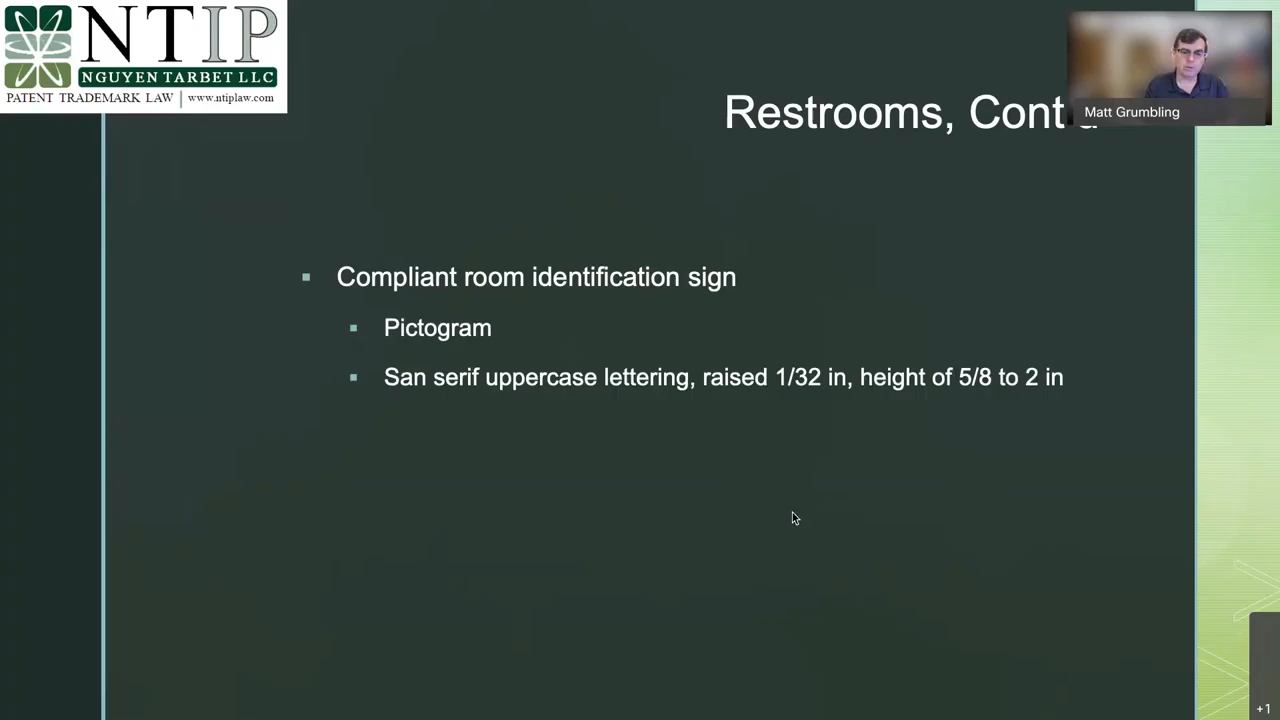 NTIP
NGUYEN TARBET LLC
PATENT TRADEMARK LAW | www.ntiplaw.com
Matt Grumbling
Restrooms, Cont'd
Compliant room identification sign
Pictogram
San serif uppercase lettering, raised 1/32 in, height of 5/8 to 2 in
+1